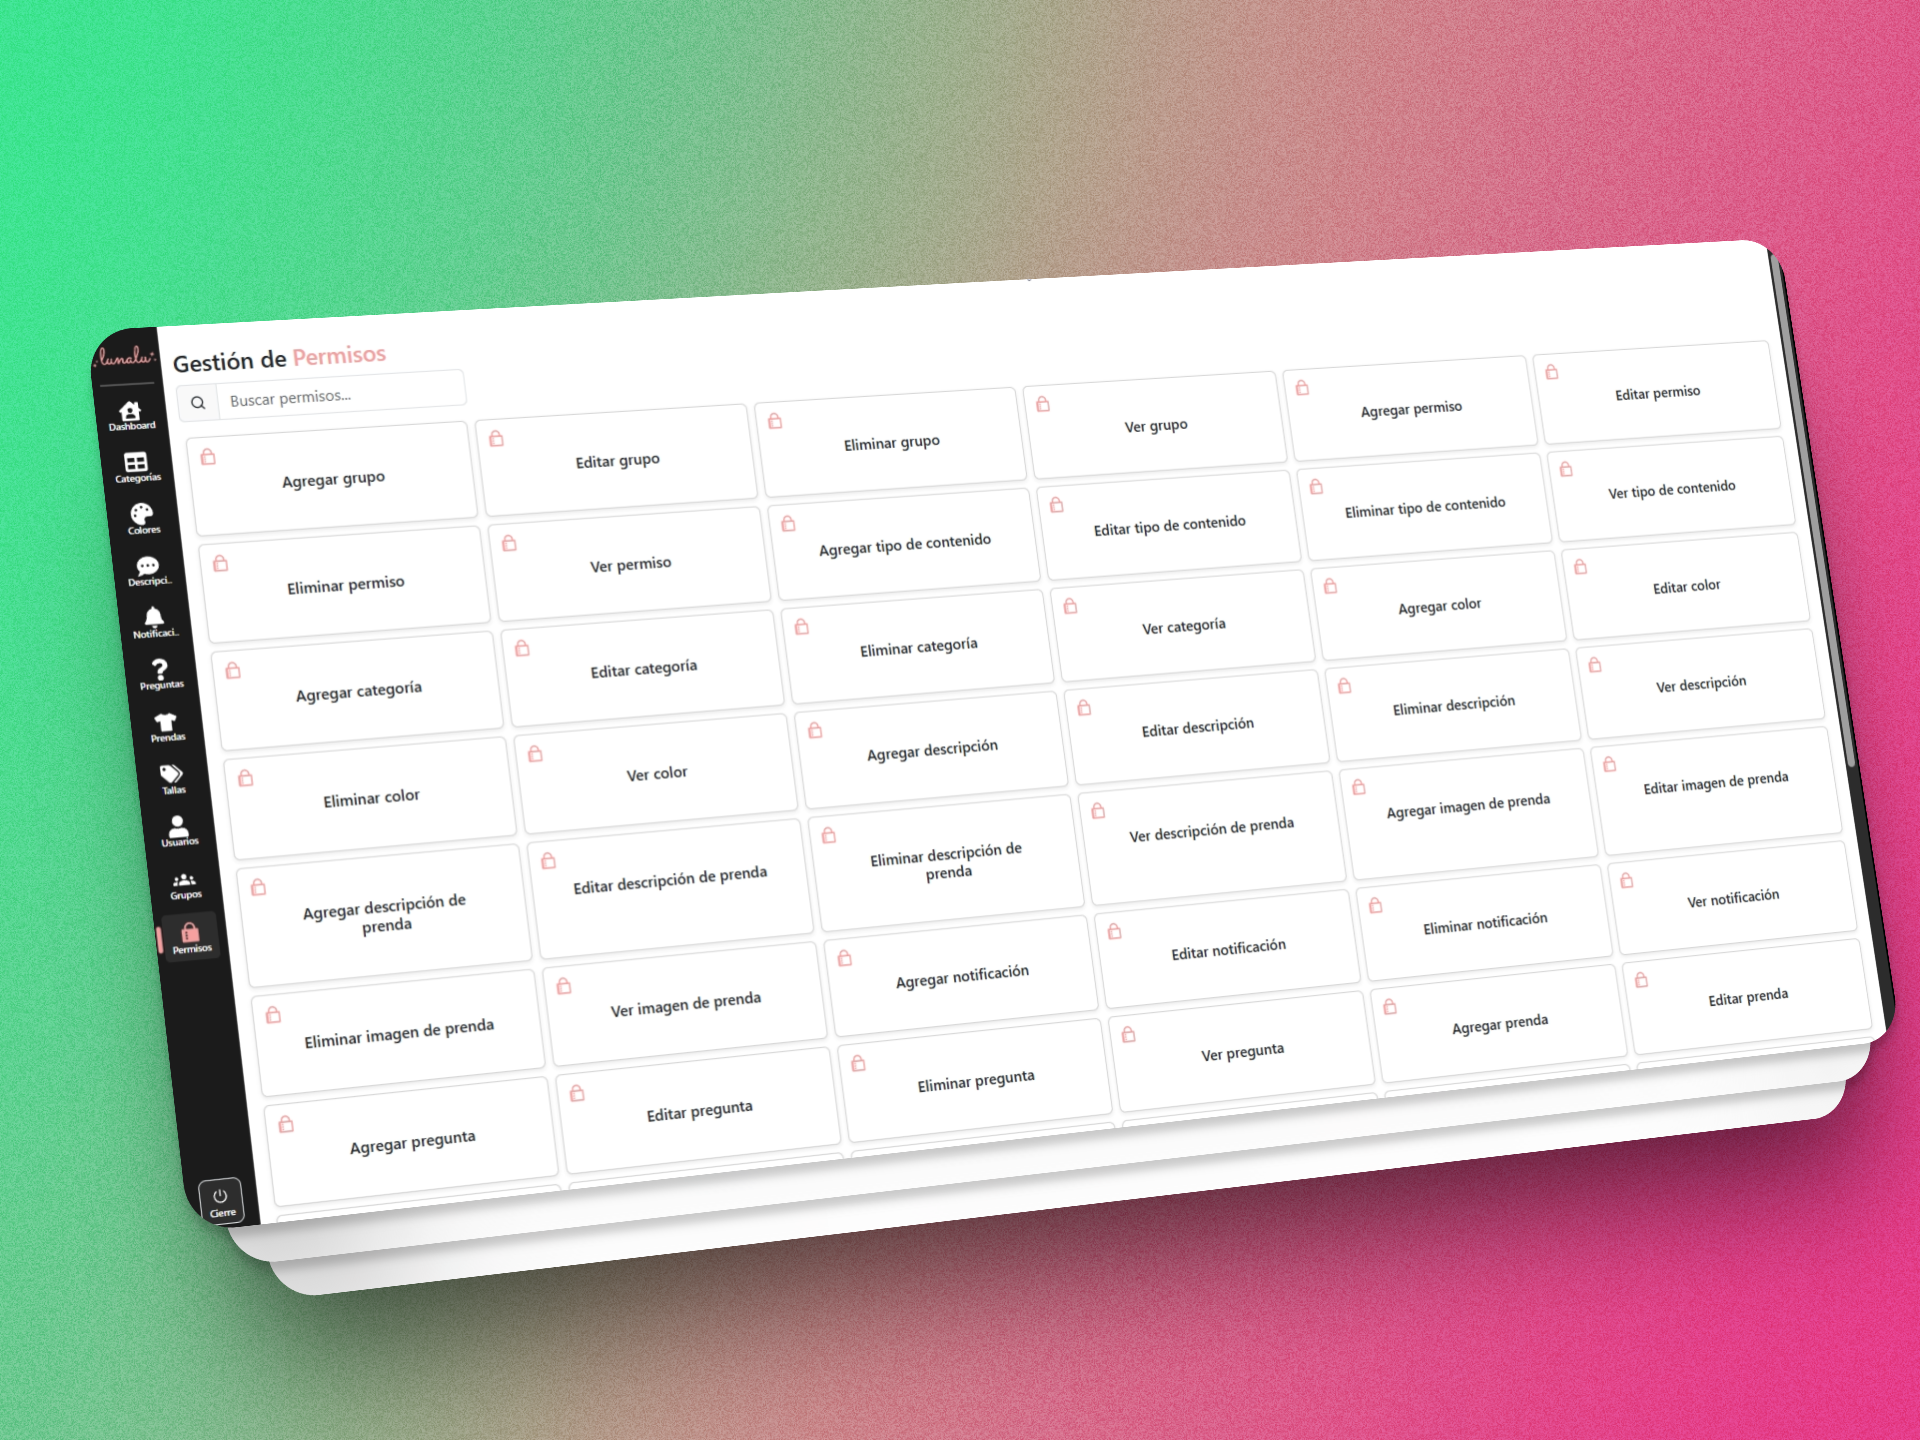 lunalu
Dashboard
Categorías
Colores
Descripci..
Notificaci..
Preguntas
Prendas
Tallas
Usuarios
Grupos
Permisos
Cierre
Gestión de Permisos
Buscar permisos...
Agregar grupo
Editar grupo
Eliminar grupo
Ver grupo
Agregar permiso
Editar permiso
Eliminar permiso
Ver permiso
Agregar tipo de contenido
Editar tipo de contenido
Eliminar tipo de contenido
Ver tipo de contenido
Agregar categoría
Editar categoría
Eliminar categoría
Ver categoría
Agregar color
Editar color
Eliminar color
Ver color
Agregar descripción
Editar descripción
Eliminar descripción
Ver descripción
Agregar descripción de
prenda
Editar descripción de prenda
Eliminar descripción de
prenda
Ver descripción de prenda
Agregar imagen de prenda
Editar imagen de prenda
Eliminar imagen de prenda
Ver imagen de prenda
Agregar notificación
Editar notificación
Eliminar notificación
Ver notificación
Agregar pregunta
Editar pregunta
Eliminar pregunta
Ver pregunta
Agregar prenda
Editar prenda